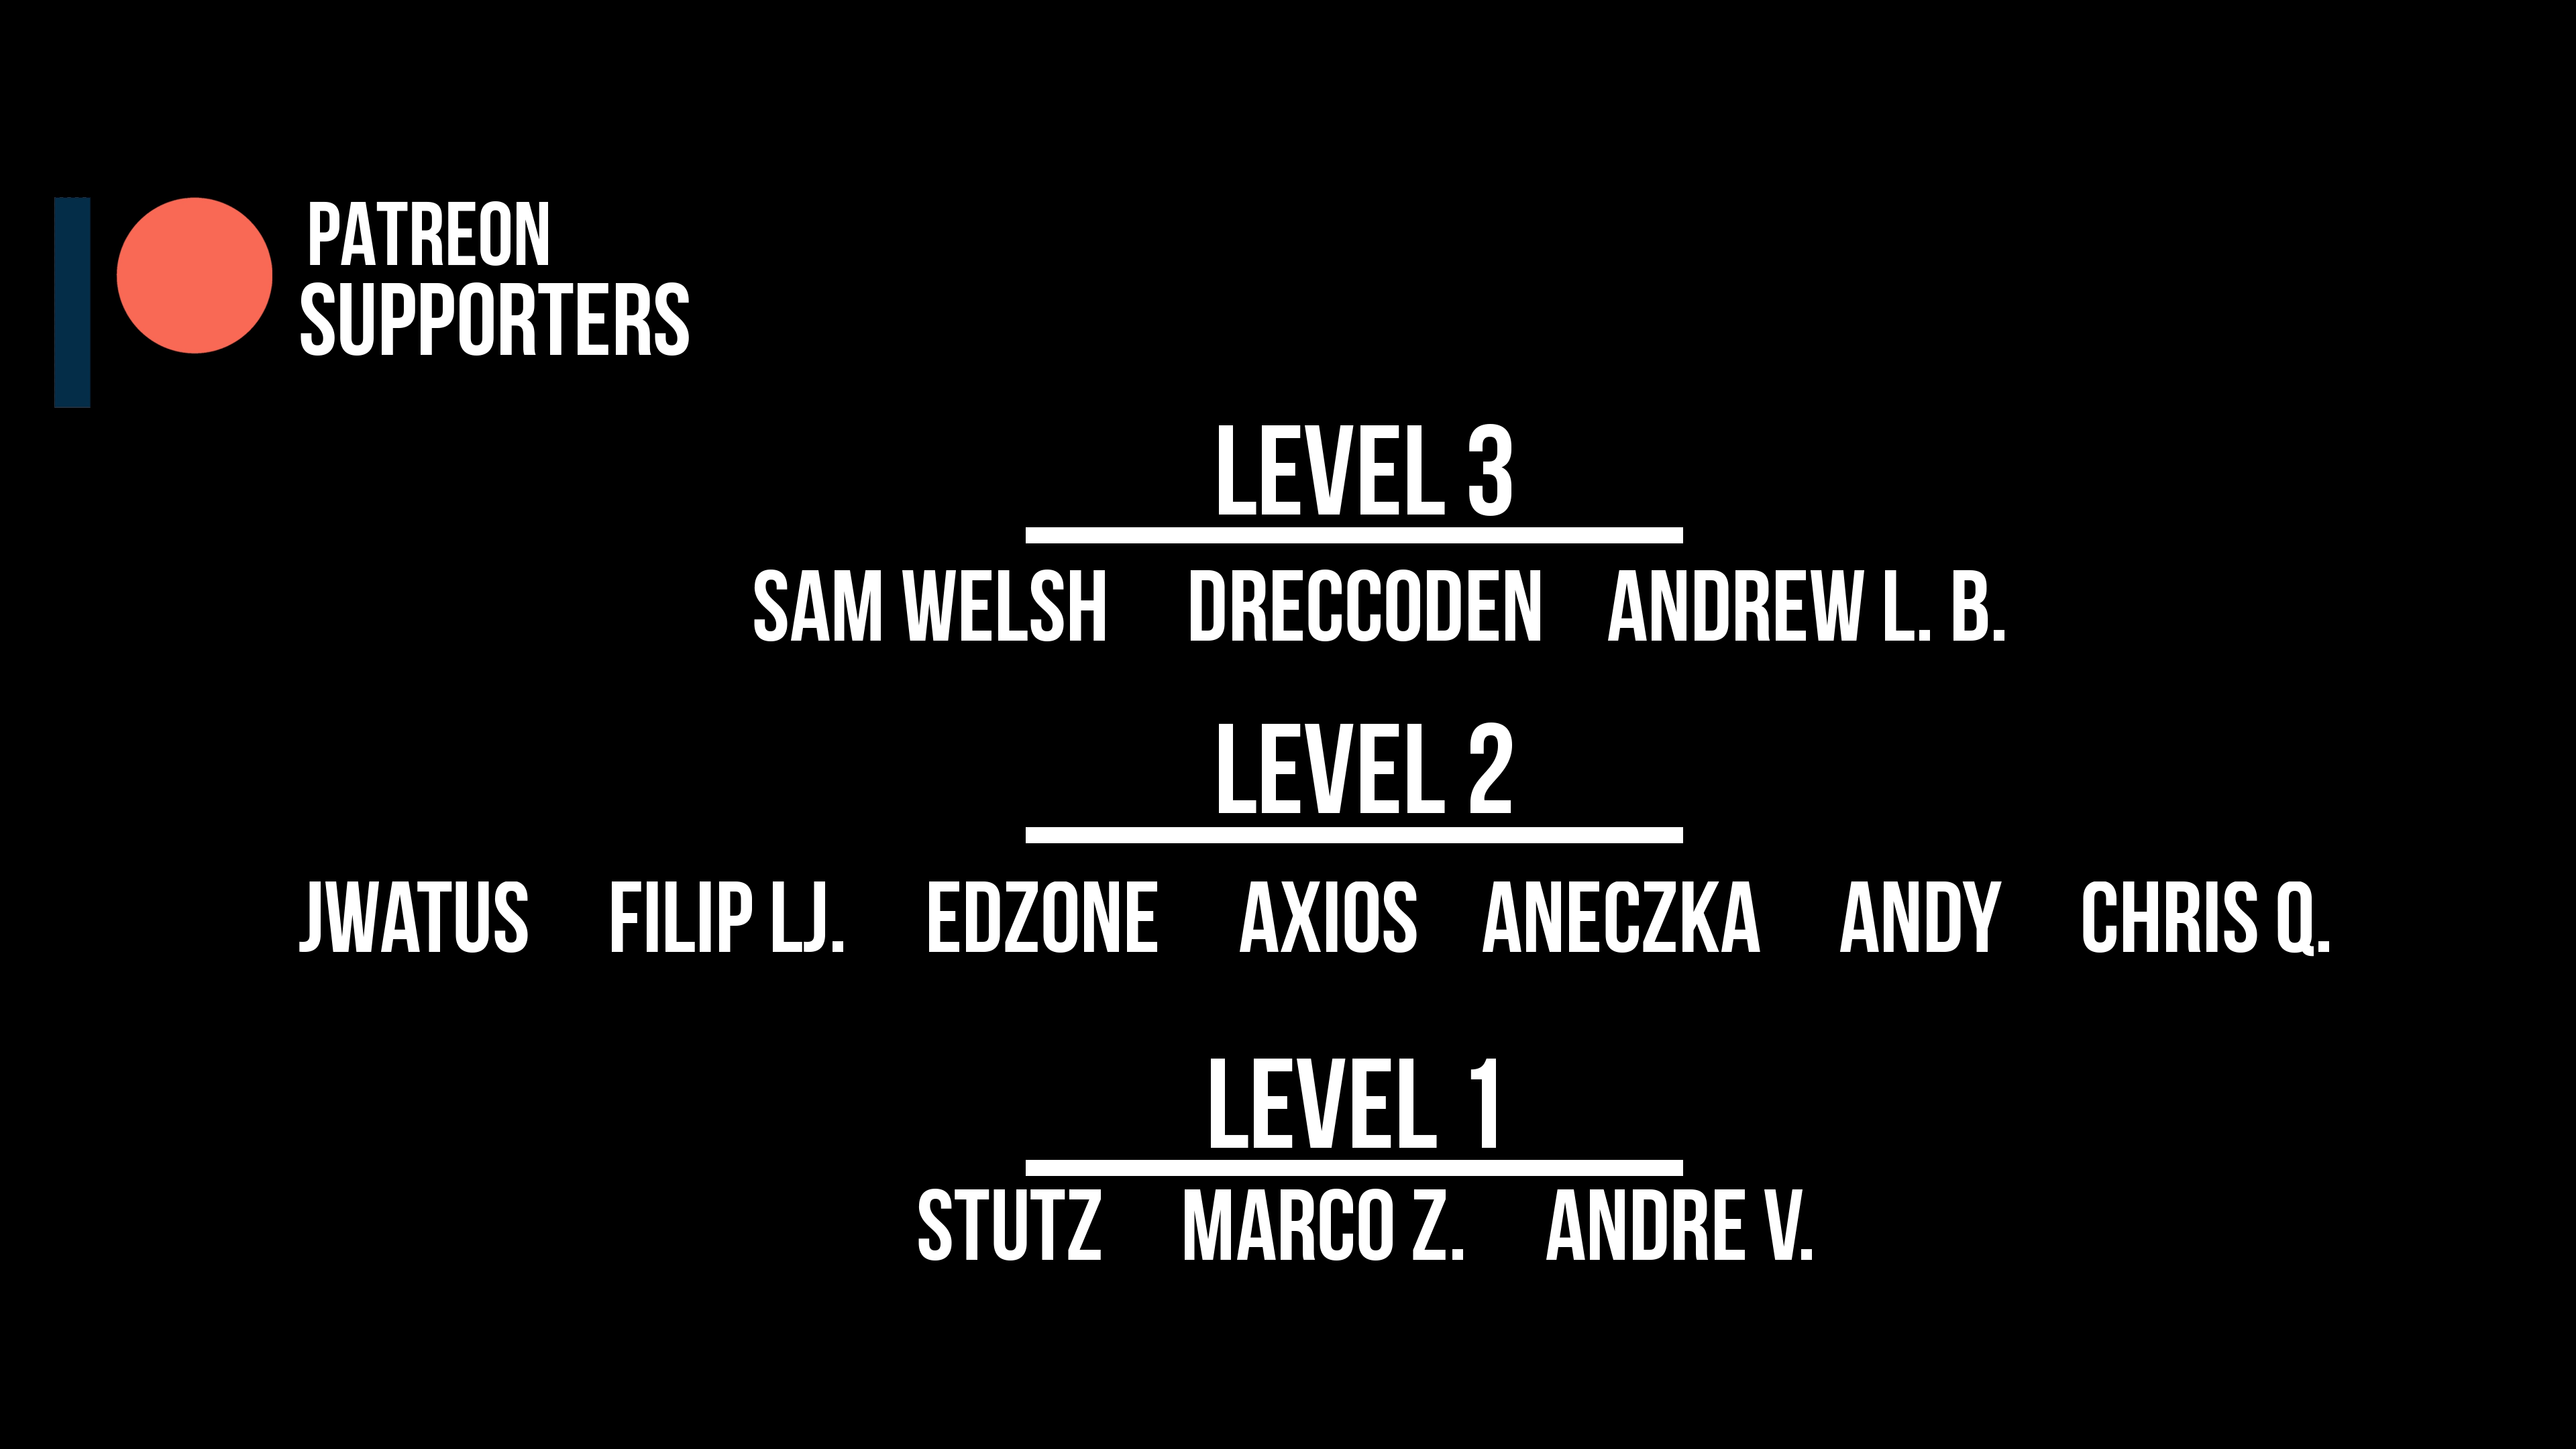 PATREON
SUPPORTERS
LEVEL 3
SAM WELSH DRECCODEN ANDREW L. B.
LEVEL 2
JWATUS FILIP LJ. EDZONE AXIOS ANECZKA ANDY CHRIS Q.
LEVEL 1
STUTZ MARCO Z. ANDRE V.